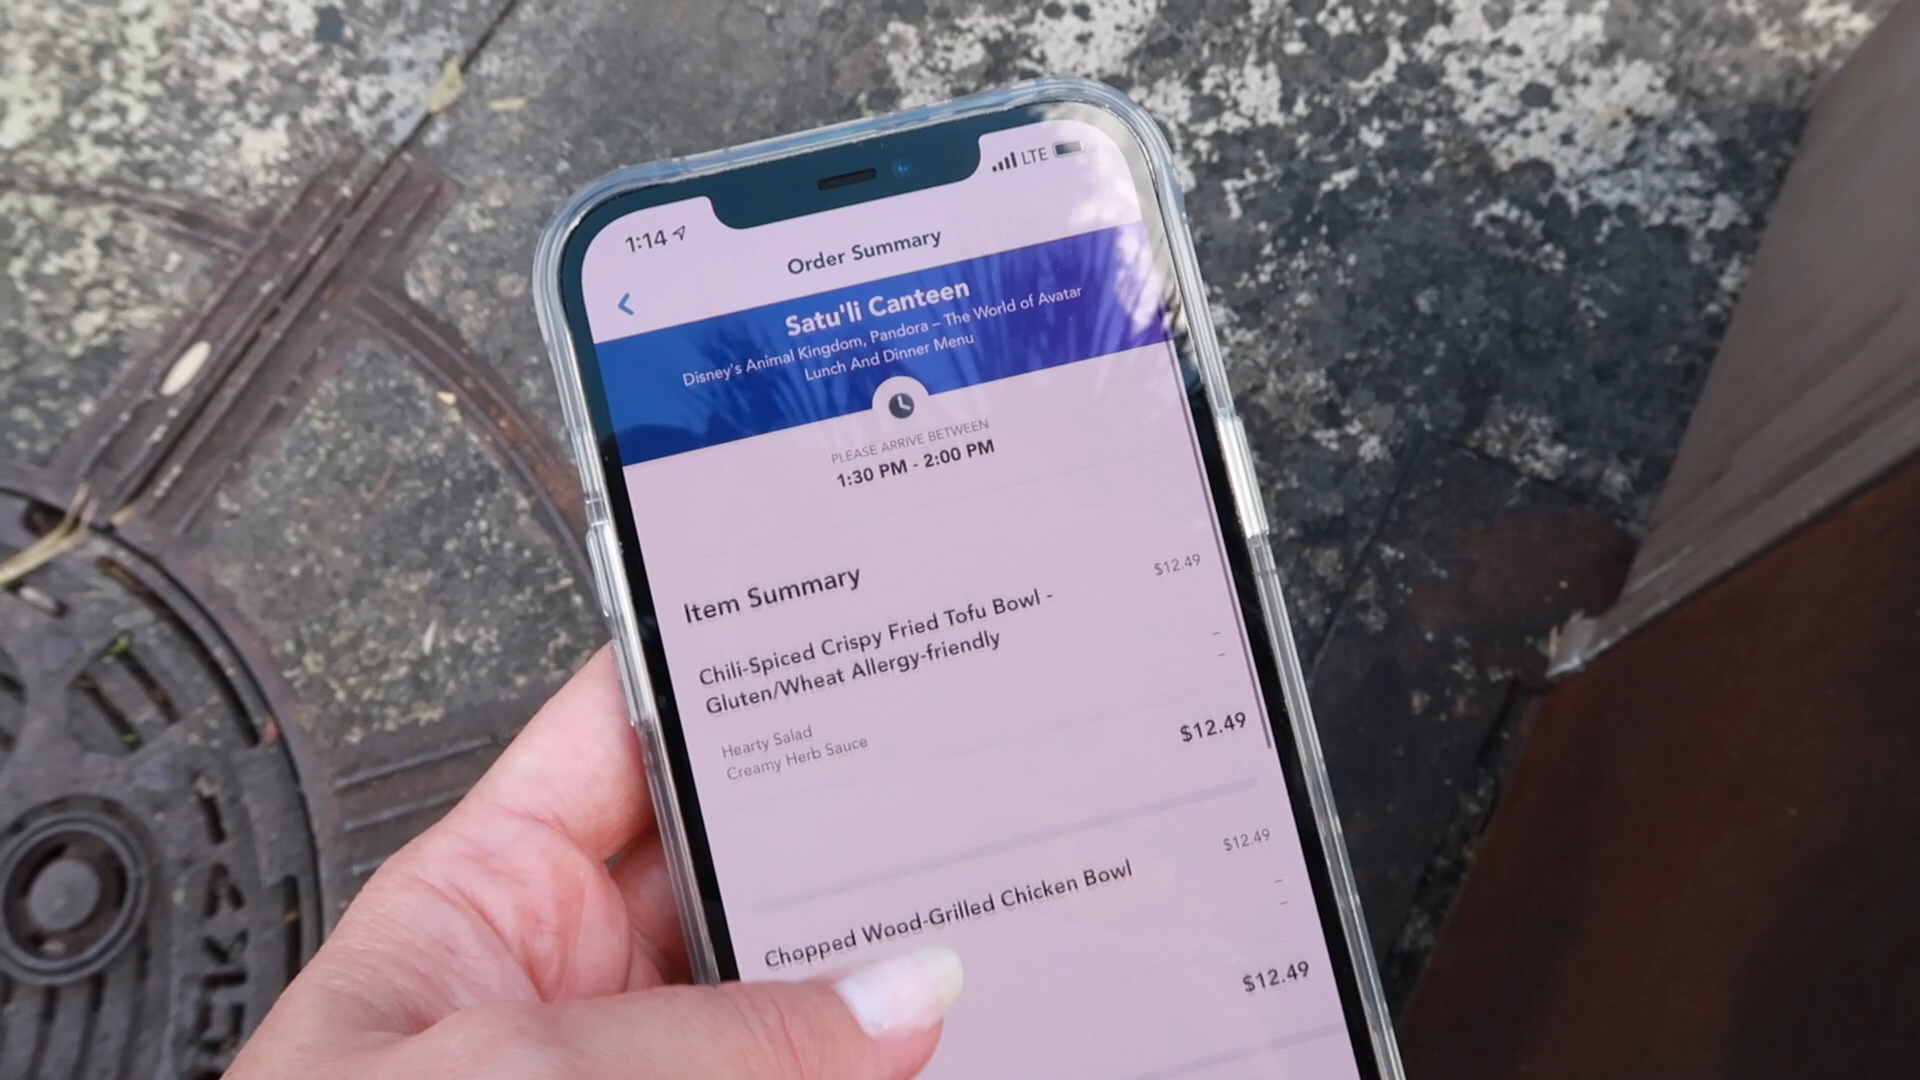 1:14
LTE
Order Summary
Satu'li Canteen
Disney's Animal Kingdom, Pandora – The World of Avatar
Lunch And Dinner Menu
PLEASE ARRIVE BETWEEN
1:30 PM - 2:00 PM
Item Summary
$12.49
Chili-Spiced Crispy Fried Tofu Bowl -
Gluten/Wheat Allergy-friendly
–
–
Hearty Salad
Creamy Herb Sauce
$12.49
$12.49
Chopped Wood-Grilled Chicken Bowl
–
–
$12.49